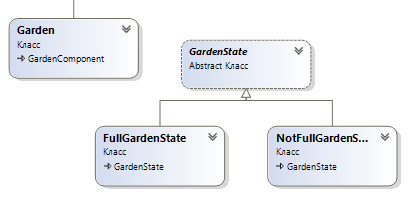 Garden
Класс
GardenComponent
GardenState
Abstract Класс
FullGardenState
Класс
GardenState
NotFullGardenS...
Класс
GardenState